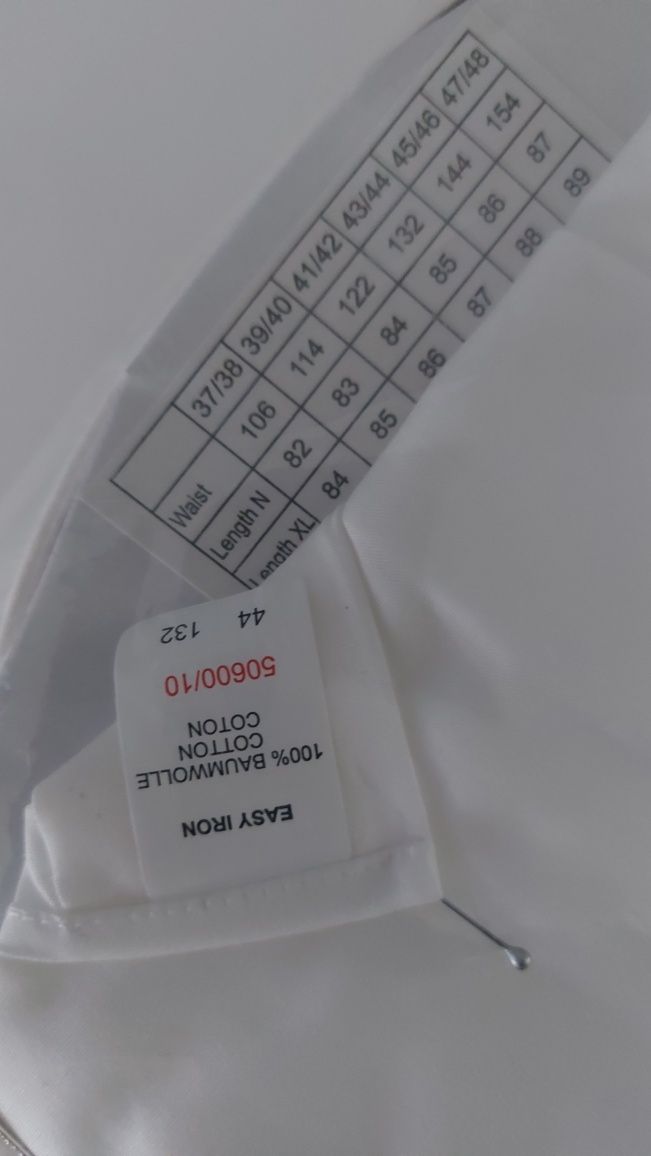 37/38 39/40 41/42 43/44 45/46 47/48
Waist 106 114 122 132 144 154
Length N 82 83 84 85 86 87
Length XL 84 85 86 87 88 89
EASY IRON
100% BAUMWOLLE
COTTON
COTON
50600/10
44 132